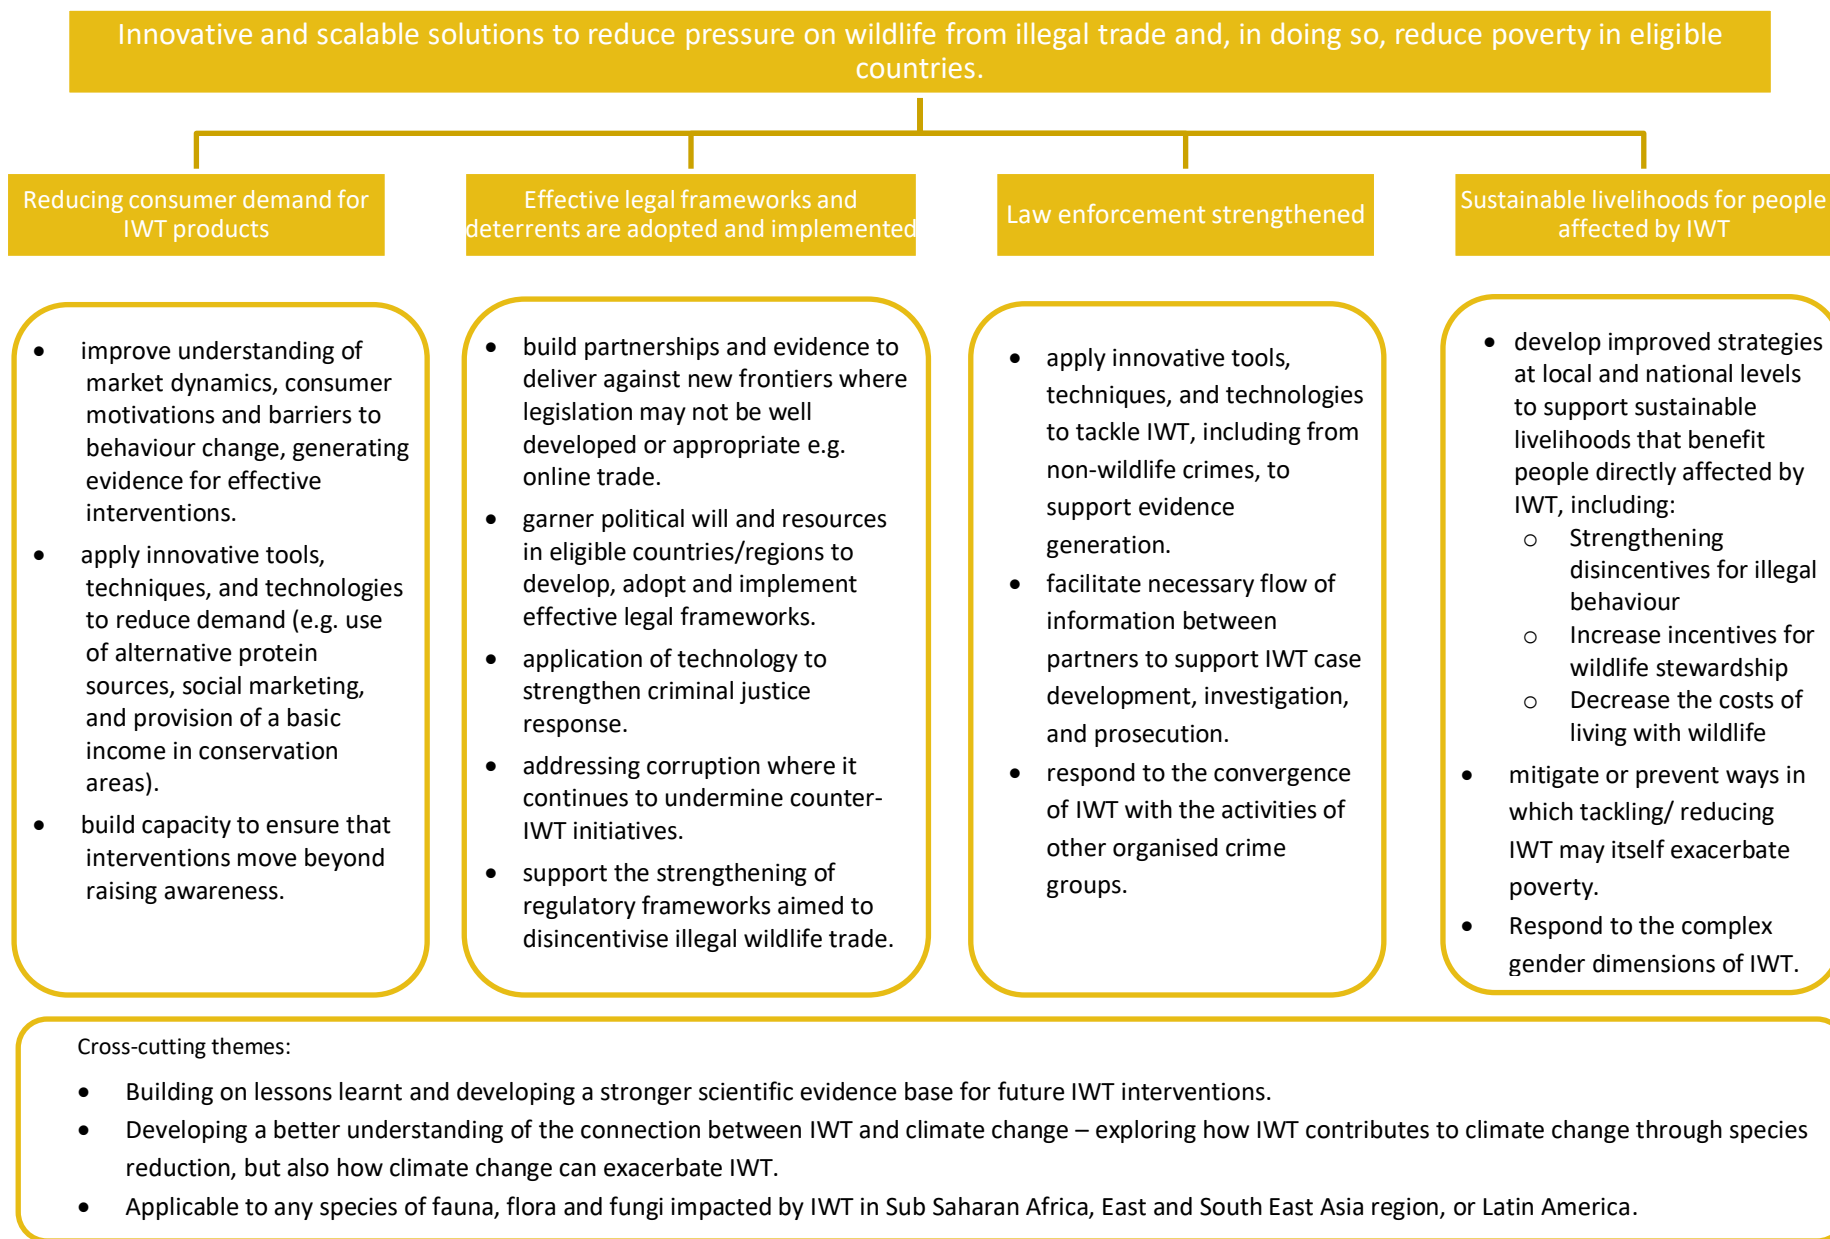 Innovative and scalable solutions to reduce pressure on wildlife from illegal trade and, in doing so, reduce poverty in eligible
countries.
Reducing consumer demand for
IWT products
Effective legal frameworks and
deterrents are adopted and implemented
Law enforcement strengthened
Sustainable livelihoods for people
affected by IWT
• improve understanding of
market dynamics, consumer
motivations and barriers to
behaviour change, generating
evidence for effective
interventions.
• apply innovative tools,
techniques, and technologies
to reduce demand (e.g. use
of alternative protein
sources, social marketing,
and provision of a basic
income in conservation
areas).
• build capacity to ensure that
interventions move beyond
raising awareness.
• build partnerships and evidence to
deliver against new frontiers where
legislation may not be well
developed or appropriate e.g.
online trade.
• garner political will and resources
in eligible countries/regions to
develop, adopt and implement
effective legal frameworks.
• application of technology to
strengthen criminal justice
response.
• addressing corruption where it
continues to undermine counter-
IWT initiatives.
• support the strengthening of
regulatory frameworks aimed to
disincentivise illegal wildlife trade.
• apply innovative tools,
techniques, and technologies
to tackle IWT, including from
non-wildlife crimes, to
support evidence
generation.
• facilitate necessary flow of
information between
partners to support IWT case
development, investigation,
and prosecution.
• respond to the convergence
of IWT with the activities of
other organised crime
groups.
• develop improved strategies
at local and national levels
to support sustainable
livelihoods that benefit
people directly affected by
IWT, including:
o Strengthening
disincentives for illegal
behaviour
o Increase incentives for
wildlife stewardship
o Decrease the costs of
living with wildlife
• mitigate or prevent ways in
which tackling/ reducing
IWT may itself exacerbate
poverty.
• Respond to the complex
gender dimensions of IWT.
Cross-cutting themes:
• Building on lessons learnt and developing a stronger scientific evidence base for future IWT interventions.
• Developing a better understanding of the connection between IWT and climate change – exploring how IWT contributes to climate change through species
reduction, but also how climate change can exacerbate IWT.
• Applicable to any species of fauna, flora and fungi impacted by IWT in Sub Saharan Africa, East and South East Asia region, or Latin America.